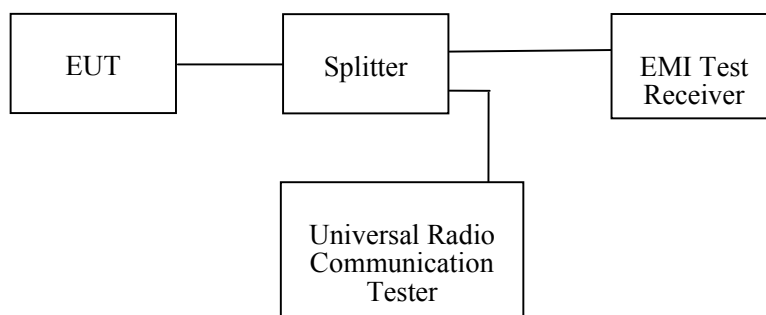 EUT
Splitter
EMI Test
Receiver
Universal Radio
Communication
Tester